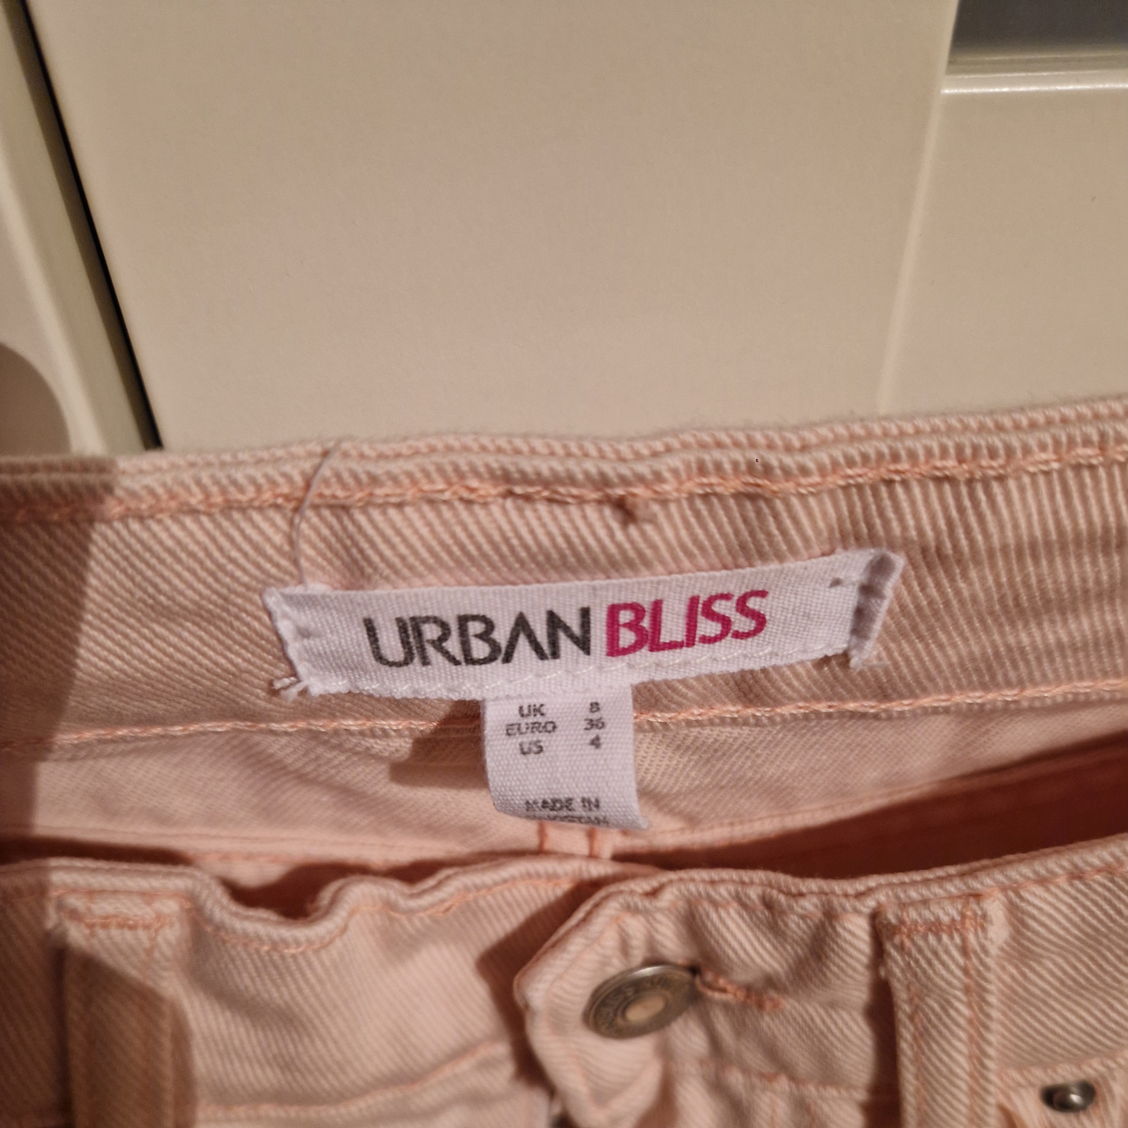 URBAN BLISS
UK 8
EURO 36
US 4
MADE IN